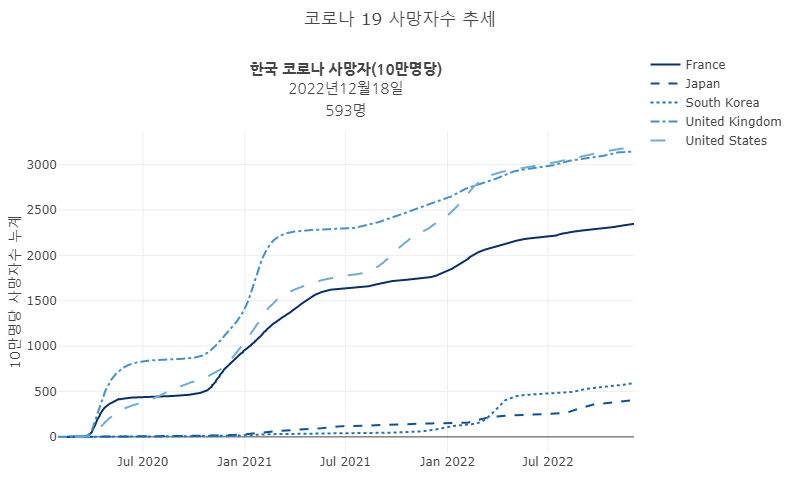 코로나 19 사망자수 추세
한국 코로나 사망자(10만명당)
2022년12월18일
593명
France
Japan
South Korea
United Kingdom
United States
10만명당 사망자수 누계
3000
2500
2000
1500
1000
500
0
Jul 2020
Jan 2021
Jul 2021
Jan 2022
Jul 2022